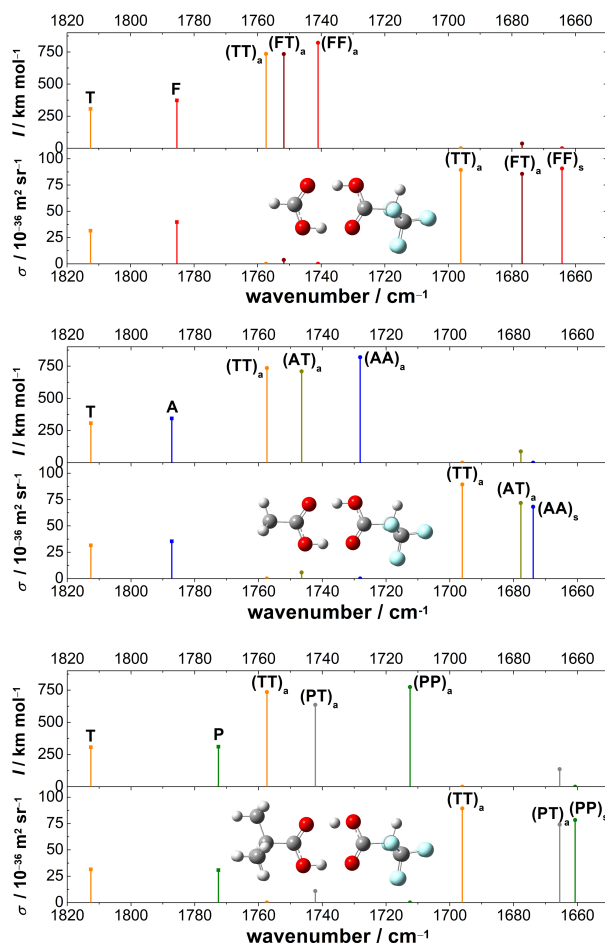 1820 1800 1780 1760 1740 1720 1700 1680 1660
I / km mol⁻¹
750
500
250
0
T
F
(TT)ₐ
(FT)ₐ
(FF)ₐ
σ / 10⁻³⁶ m² sr⁻¹
100
75
50
25
0
(TT)ₐ
(FT)ₐ
(FF)ₛ
1820 1800 1780 1760 1740 1720 1700 1680 1660
wavenumber / cm⁻¹
1820 1800 1780 1760 1740 1720 1700 1680 1660
I / km mol⁻¹
750
500
250
0
T
A
(TT)ₐ
(AT)ₐ
(AA)ₐ
σ / 10⁻³⁶ m² sr⁻¹
100
75
50
25
0
(TT)ₐ
(AT)ₐ
(AA)ₛ
1820 1800 1780 1760 1740 1720 1700 1680 1660
wavenumber / cm⁻¹
1820 1800 1780 1760 1740 1720 1700 1680 1660
I / km mol⁻¹
750
500
250
0
T
P
(TT)ₐ
(PT)ₐ
(PP)ₐ
σ / 10⁻³⁶ m² sr⁻¹
100
75
50
25
0
(TT)ₐ
(PT)ₐ
(PP)ₛ
1820 1800 1780 1760 1740 1720 1700 1680 1660
wavenumber / cm⁻¹